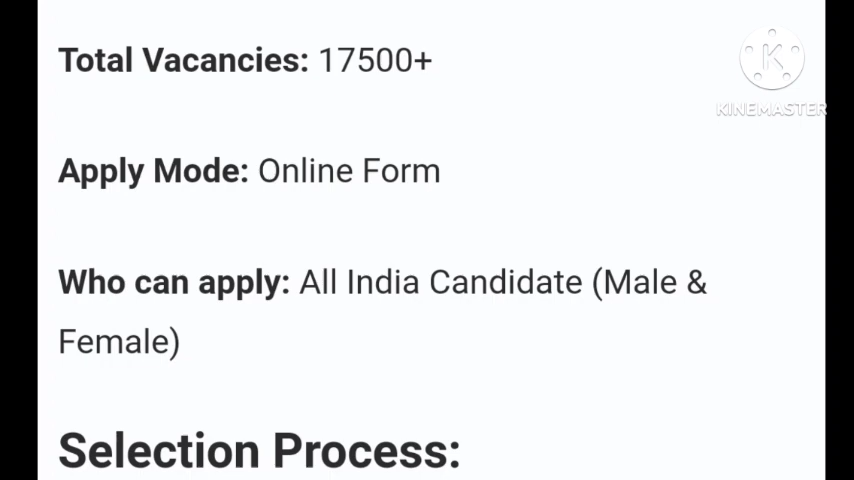 Total Vacancies: 17500+
KINEMASTER
Apply Mode: Online Form
Who can apply: All India Candidate (Male &
Female)
Selection Process: